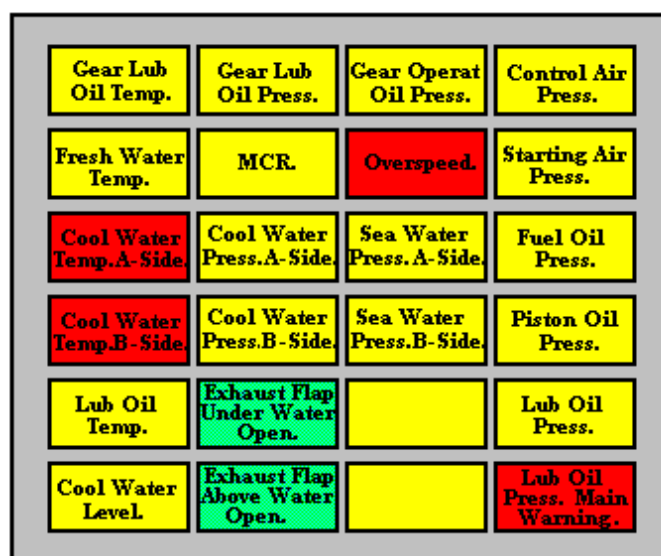 Gear Lub
Oil Temp.
Gear Lub
Oil Press.
Gear Operat
Oil Press.
Control Air
Press.
Fresh Water
Temp.
MCR.
Overspeed.
Starting Air
Press.
Cool Water
Temp.A-Side.
Cool Water
Press.A-Side.
Sea Water
Press.A-Side.
Fuel Oil
Press.
Cool Water
Temp.B-Side.
Cool Water
Press.B-Side.
Sea Water
Press.B-Side.
Piston Oil
Press.
Lub Oil
Temp.
Exhaust Flap
Under Water
Open.
Lub Oil
Press.
Cool Water
Level.
Exhaust Flap
Above Water
Open.
Lub Oil
Press. Main
Warning.